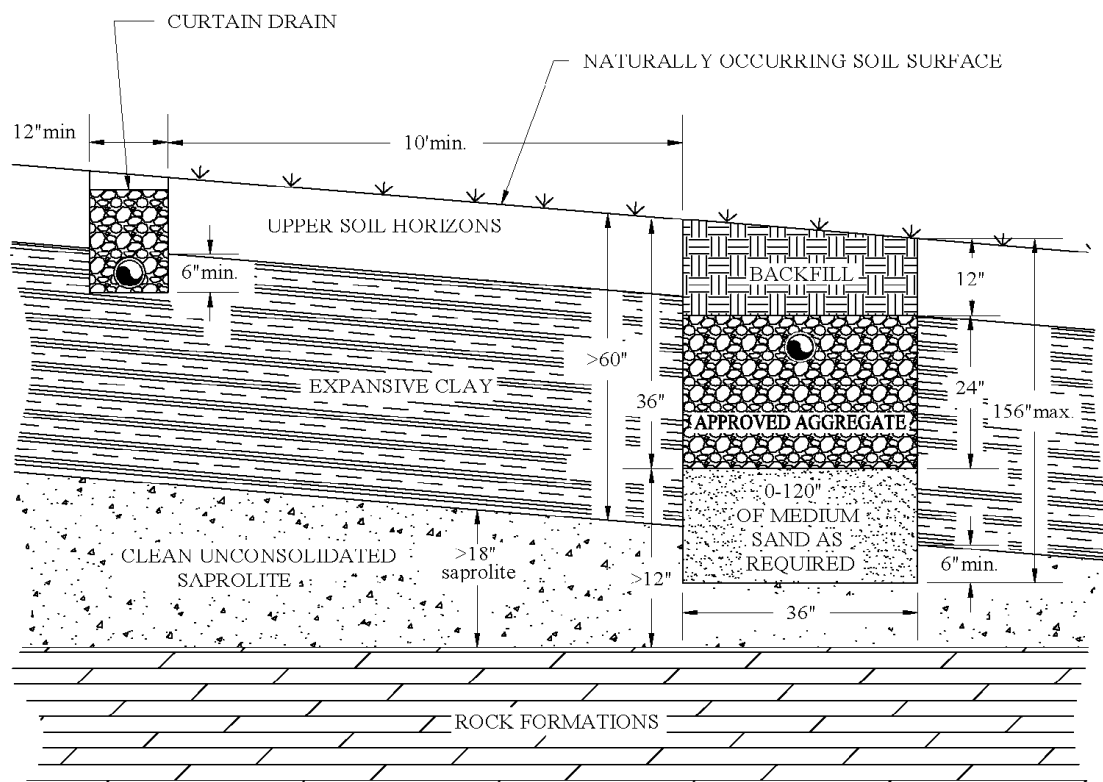 CURTAIN DRAIN
NATURALLY OCCURRING SOIL SURFACE
12"min
10'min.
UPPER SOIL HORIZONS
6"min.
BACKFILL
12"
>60"
EXPANSIVE CLAY
36"
24"
156"max.
APPROVED AGGREGATE
0-120"
OF MEDIUM
SAND AS
REQUIRED
CLEAN UNCONSOLIDATED
SAPROLITE
>18"
saprolite
>12"
6"min.
36"
ROCK FORMATIONS